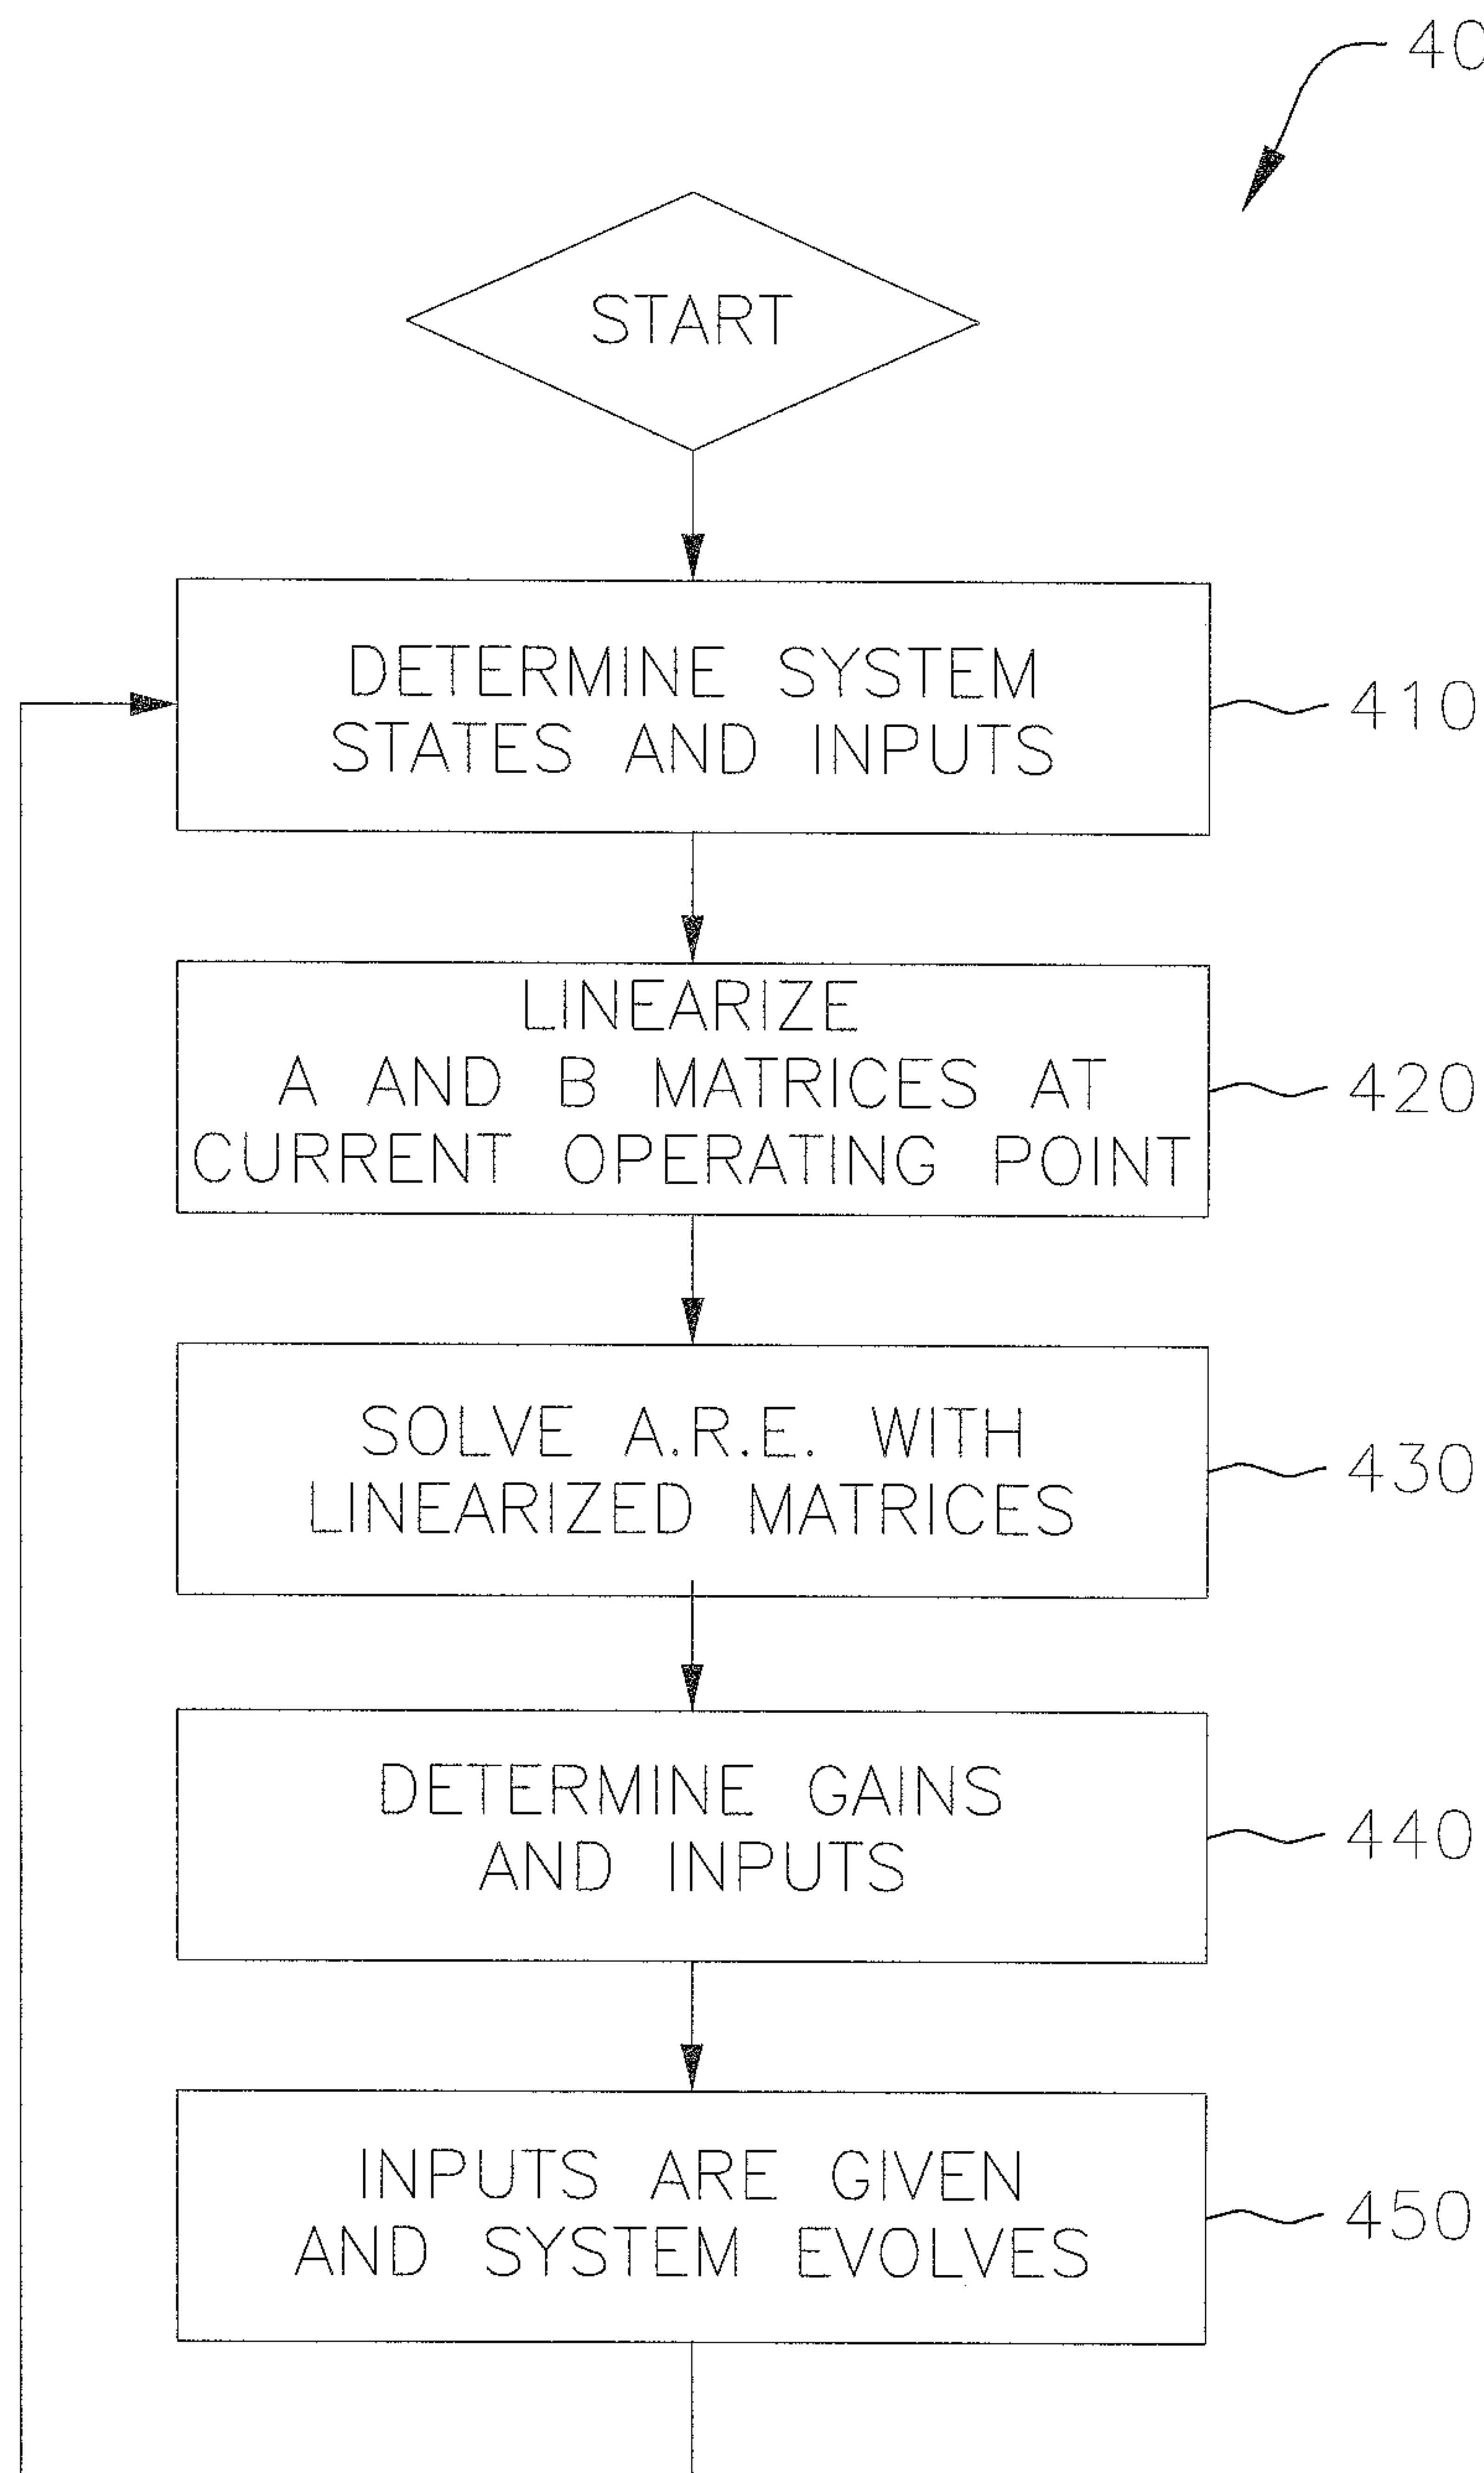 40
START
DETERMINE SYSTEM
STATES AND INPUTS
410
LINEARIZE
A AND B MATRICES AT
CURRENT OPERATING POINT
420
SOLVE A.R.E. WITH
LINEARIZED MATRICES
430
DETERMINE GAINS
AND INPUTS
440
INPUTS ARE GIVEN
AND SYSTEM EVOLVES
450